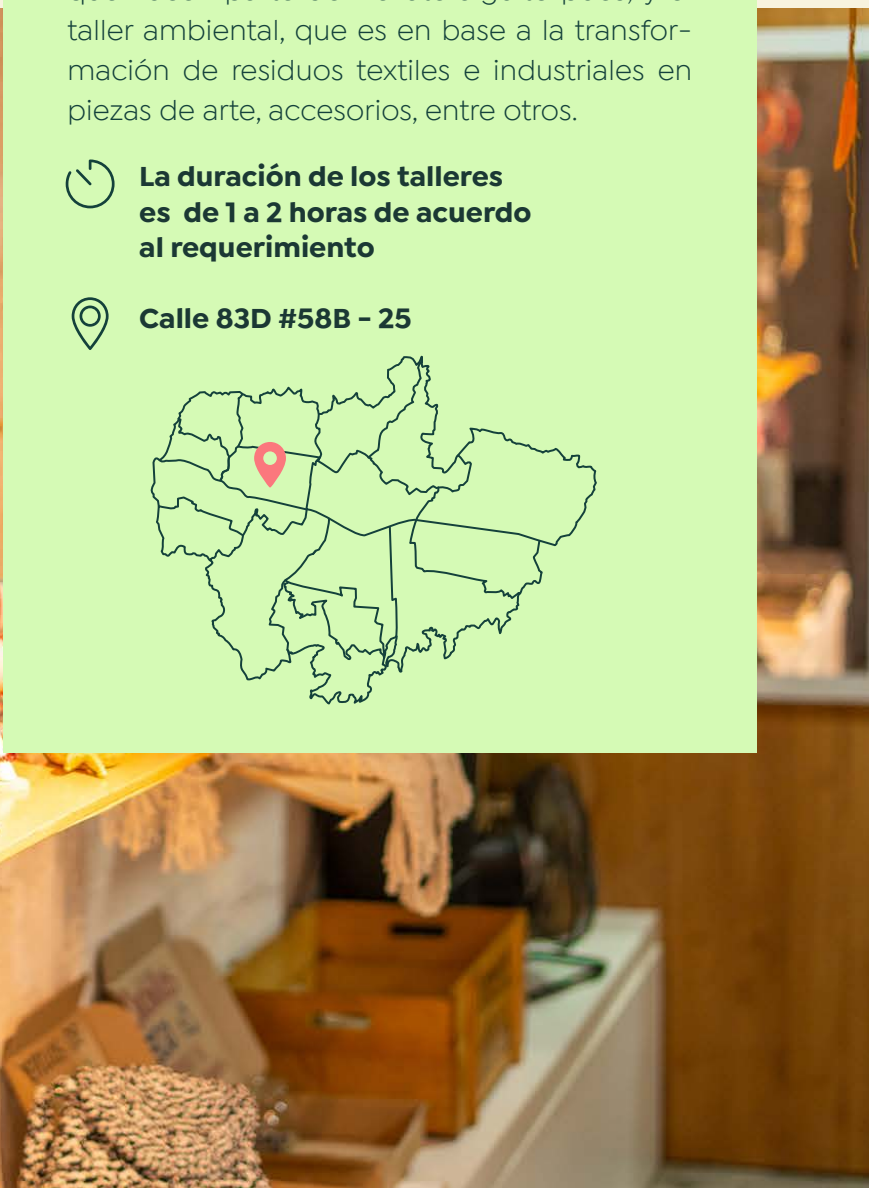 taller ambiental, que es en base a la transfor-
mación de residuos textiles e industriales en
piezas de arte, accesorios, entre otros.
La duración de los talleres
es de 1 a 2 horas de acuerdo
al requerimiento
Calle 83D #58B - 25